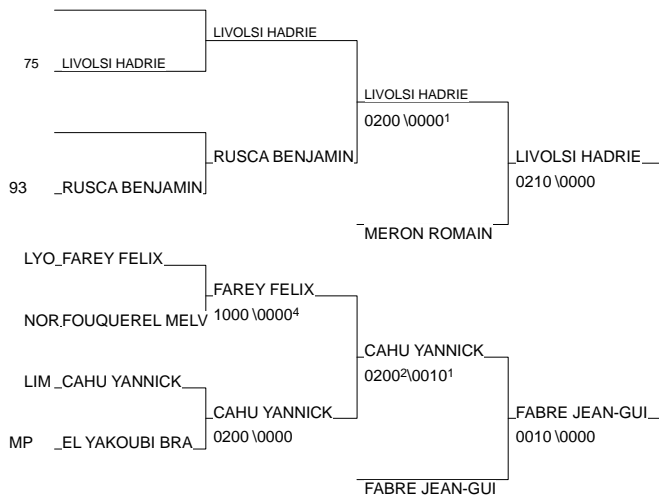 LIVOLSI HADRIE
75 LIVOLSI HADRIE
LIVOLSI HADRIE
0200 \0000¹
RUSCA BENJAMIN
LIVOLSI HADRIE
0210 \0000
93 RUSCA BENJAMIN
MERON ROMAIN
LYO FAREY FELIX
FAREY FELIX
1000 \0000⁴
NOR FOUQUEREL MELV
CAHU YANNICK
0200²\0010¹
LIM CAHU YANNICK
CAHU YANNICK
0200 \0000
FABRE JEAN-GUI
0010 \0000
MP EL YAKOUBI BRA
FABRE JEAN-GUI